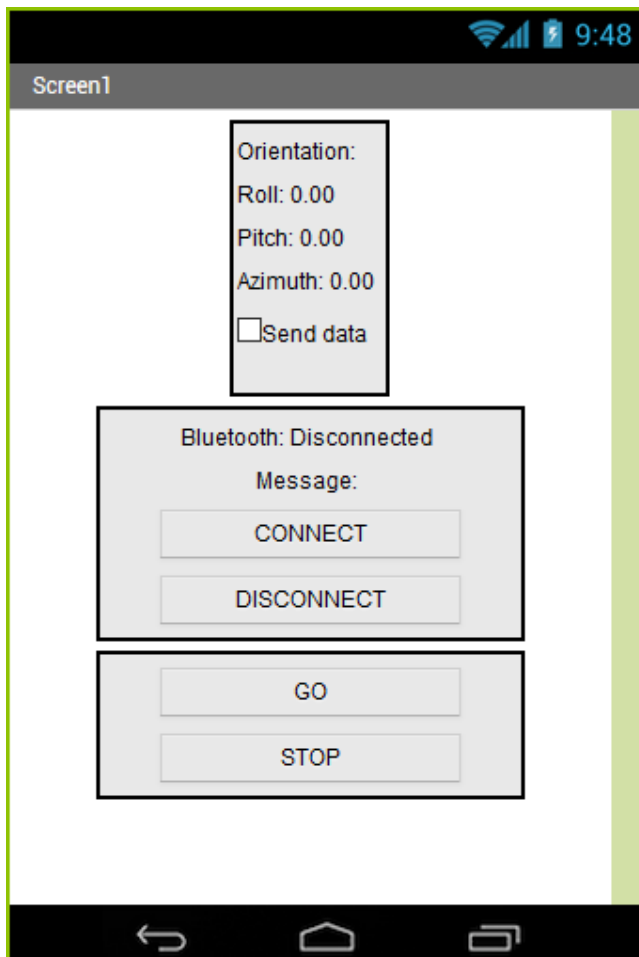 9:48
Screen1
Orientation:
Roll: 0.00
Pitch: 0.00
Azimuth: 0.00
Send data
Bluetooth: Disconnected
Message:
CONNECT
DISCONNECT
GO
STOP